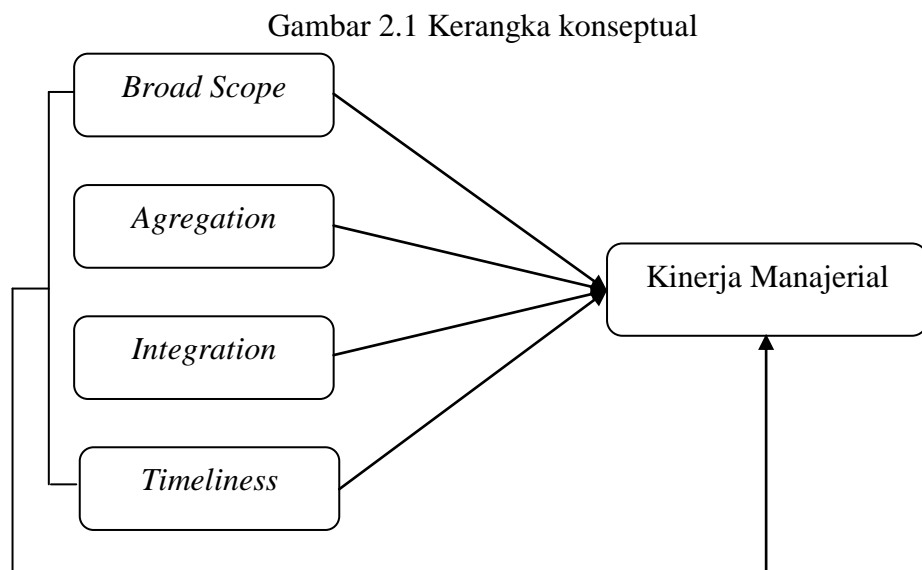 Gambar 2.1 Kerangka konseptual
Broad Scope
Agregation
Kinerja Manajerial
Integration
Timeliness